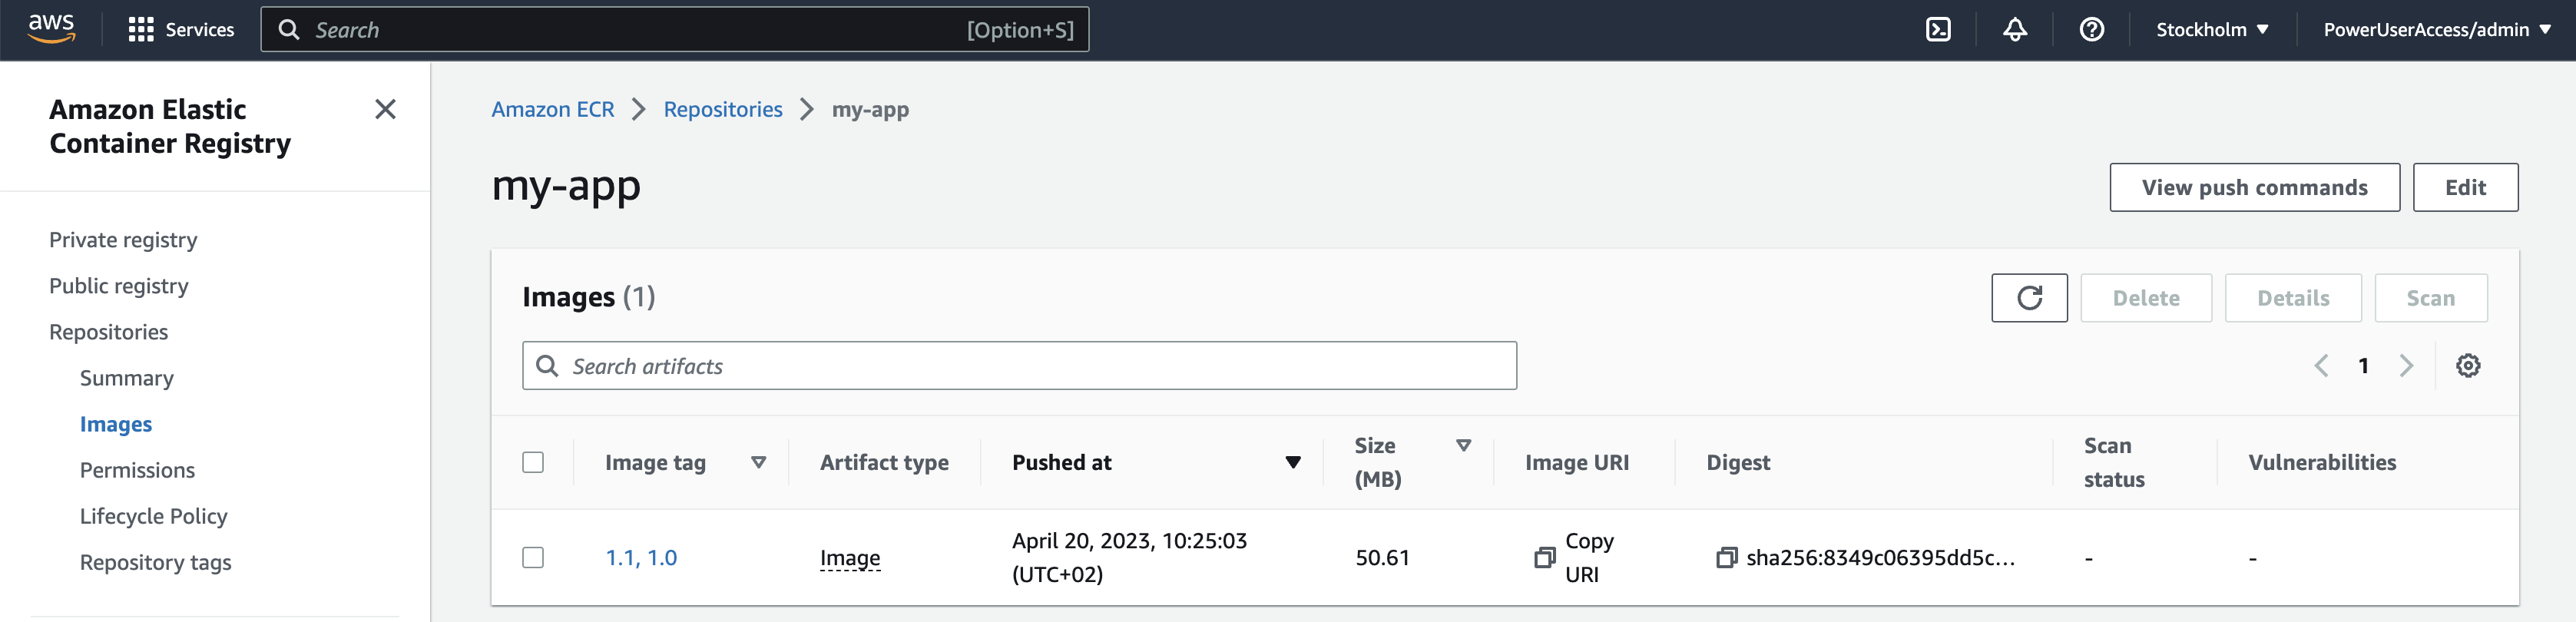 aws Services Search [Option+S] Stockholm PowerUserAccess/admin
Amazon Elastic
Container Registry
Private registry
Public registry
Repositories
Summary
Images
Permissions
Lifecycle Policy
Repository tags
Amazon ECR Repositories my-app
my-app View push commands Edit
Images (1) Delete Details Scan
Search artifacts 1
Image tag Artifact type Pushed at Size (MB) Image URI Digest Scan status Vulnerabilities
1.1, 1.0 Image April 20, 2023, 10:25:03 (UTC+02) 50.61 Copy URI sha256:8349c06395dd5c... - -